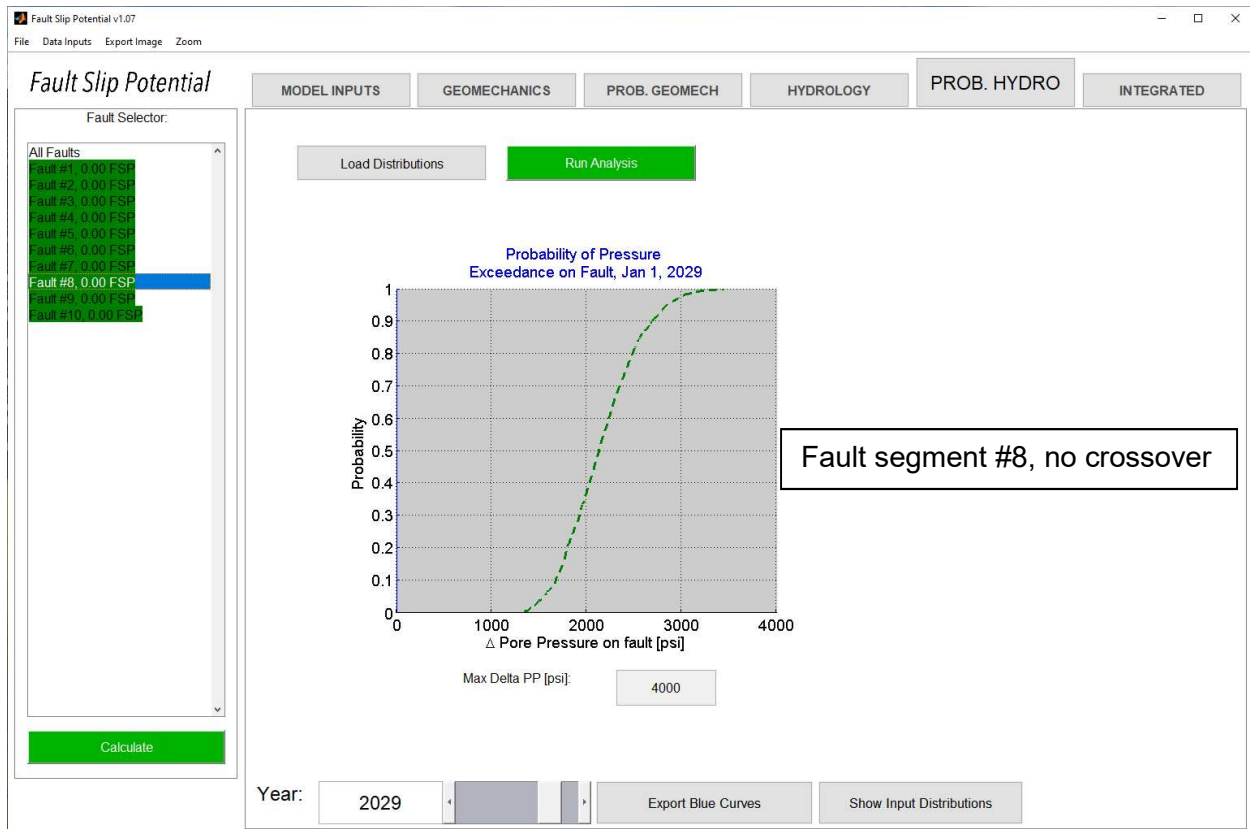 Fault Slip Potential v1.07
File Data Inputs Export Image Zoom
Fault Slip Potential
MODEL INPUTS GEOMECHANICS PROB. GEOMECH HYDROLOGY PROB. HYDRO INTEGRATED
Fault Selector:
All Faults
Fault #1, 0.00 FSP
Fault #2, 0.00 FSP
Fault #3, 0.00 FSP
Fault #4, 0.00 FSP
Fault #5, 0.00 FSP
Fault #6, 0.00 FSP
Fault #7, 0.00 FSP
Fault #8, 0.00 FSP
Fault #9, 0.00 FSP
Fault #10, 0.00 FSP
Calculate
Load Distributions Run Analysis
Probability of Pressure
Exceedance on Fault, Jan 1, 2029
1
0.9
0.8
0.7
0.6
0.5
0.4
0.3
0.2
0.1
0
Probability
0 1000 2000 3000 4000
Δ Pore Pressure on fault [psi]
Fault segment #8, no crossover
Max Delta PP [psi]: 4000
Year: 2029 Export Blue Curves Show Input Distributions